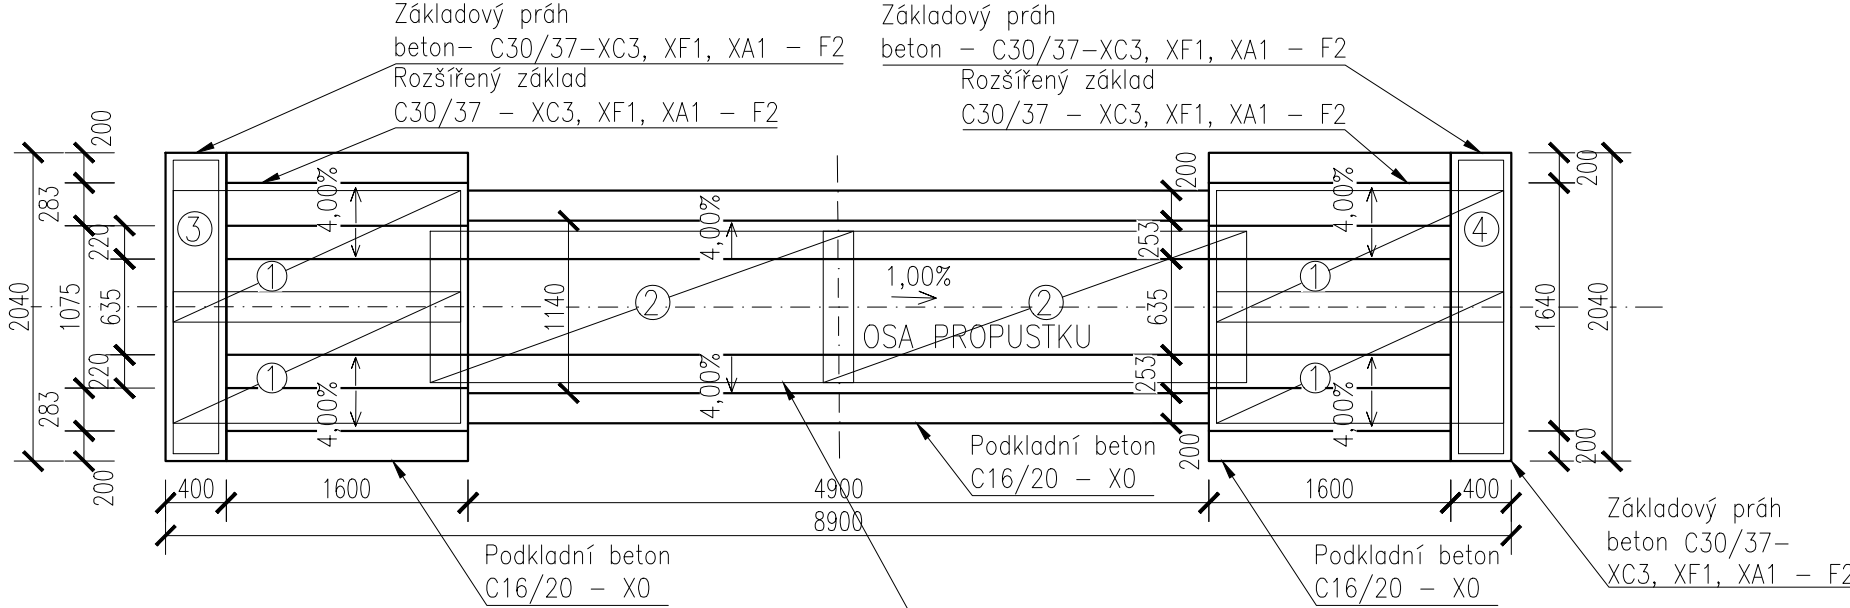 Základový práh
beton– C30/37–XC3, XF1, XA1 – F2
Rozšířený základ
C30/37 – XC3, XF1, XA1 – F2
Základový práh
beton – C30/37–XC3, XF1, XA1 – F2
Rozšířený základ
C30/37 – XC3, XF1, XA1 – F2
2040
200
283
1075
220
635
220
283
200
3
4,00%
1
1
4,00%
1140
2
4,00%
4,00%
1,00%
OSA PROPUSTKU
2
200
253
635
253
200
4,00%
1
1
4,00%
4
200
1640
200
2040
400
1600
4900
1600
400
8900
Podkladní beton
C16/20 – X0
Podkladní beton
C16/20 – X0
Podkladní beton
C16/20 – X0
Základový práh
beton C30/37–
XC3, XF1, XA1 – F2